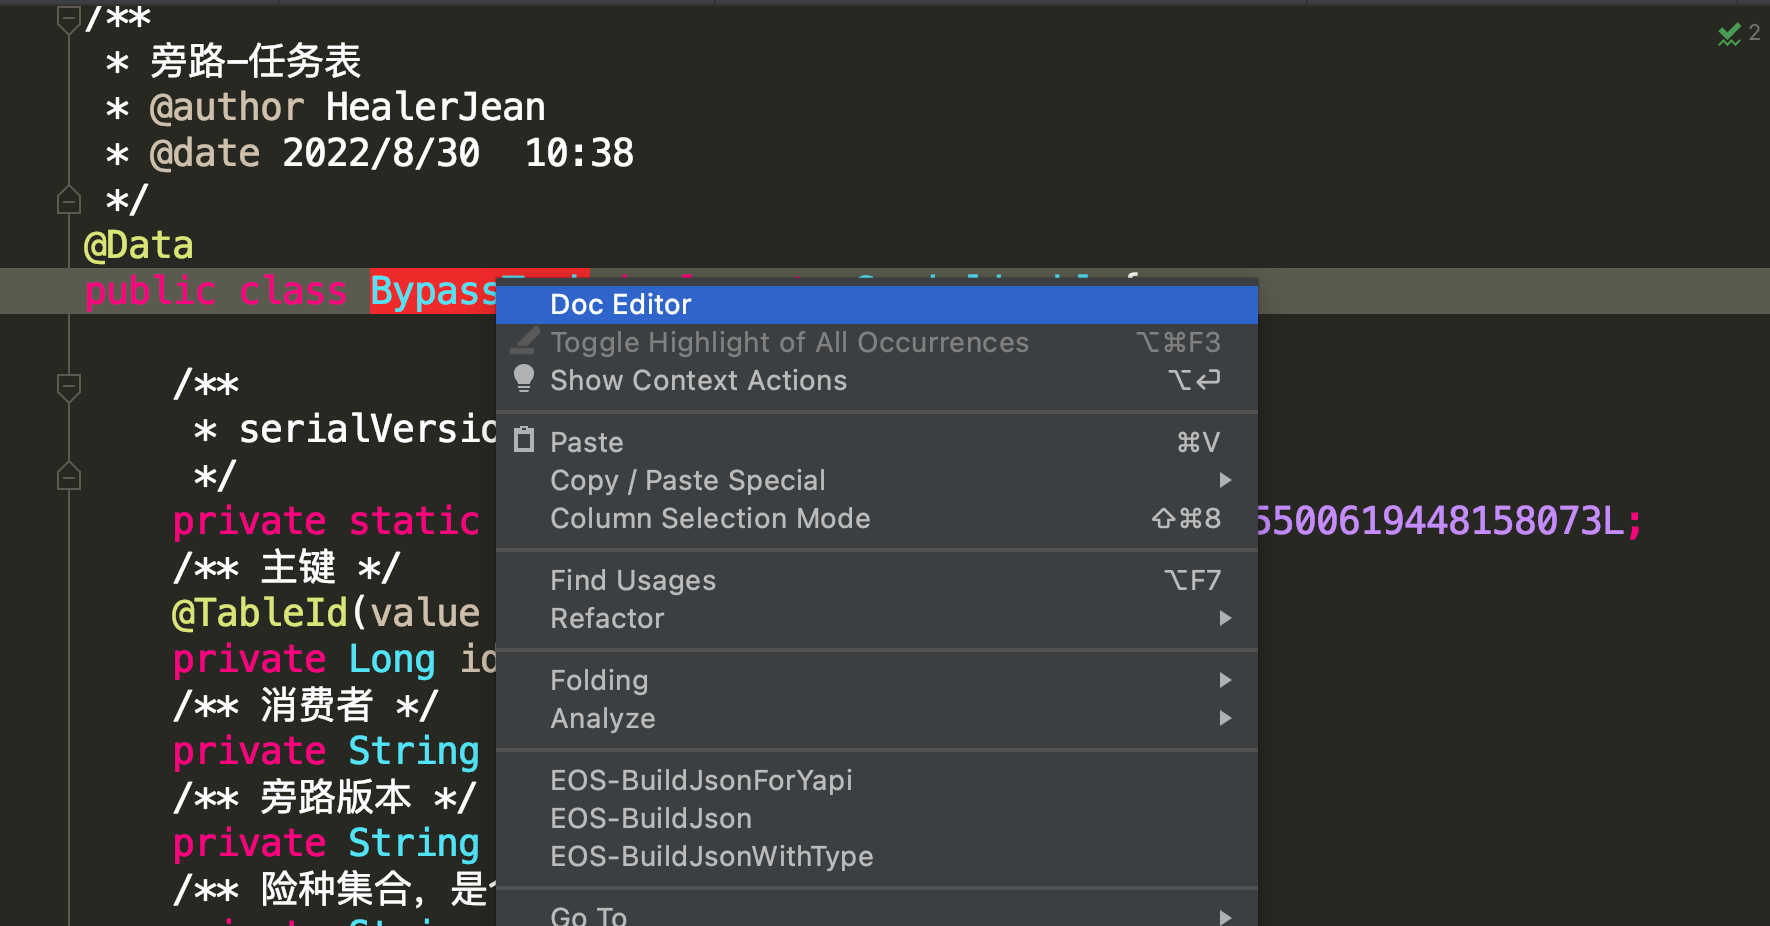 /**
* 旁路-任务表
* @author HealerJean
* @date 2022/8/30  10:38
*/
2
@Data
public class Bypass
Doc Editor
Toggle Highlight of All Occurrences ⌥⌘F3
Show Context Actions ⌥⏎
Paste ⌘V
Copy / Paste Special
Column Selection Mode ⇧⌘8
Find Usages ⌥F7
Refactor
Folding
Analyze
EOS-BuildJsonForYapi
EOS-BuildJson
EOS-BuildJsonWithType
Go To
/**
* serialVersio
*/
private static 5500619448158073L;
/** 主键 */
@TableId(value
private Long id
/** 消费者 */
private String
/** 旁路版本 */
private String
/** 险种集合，是